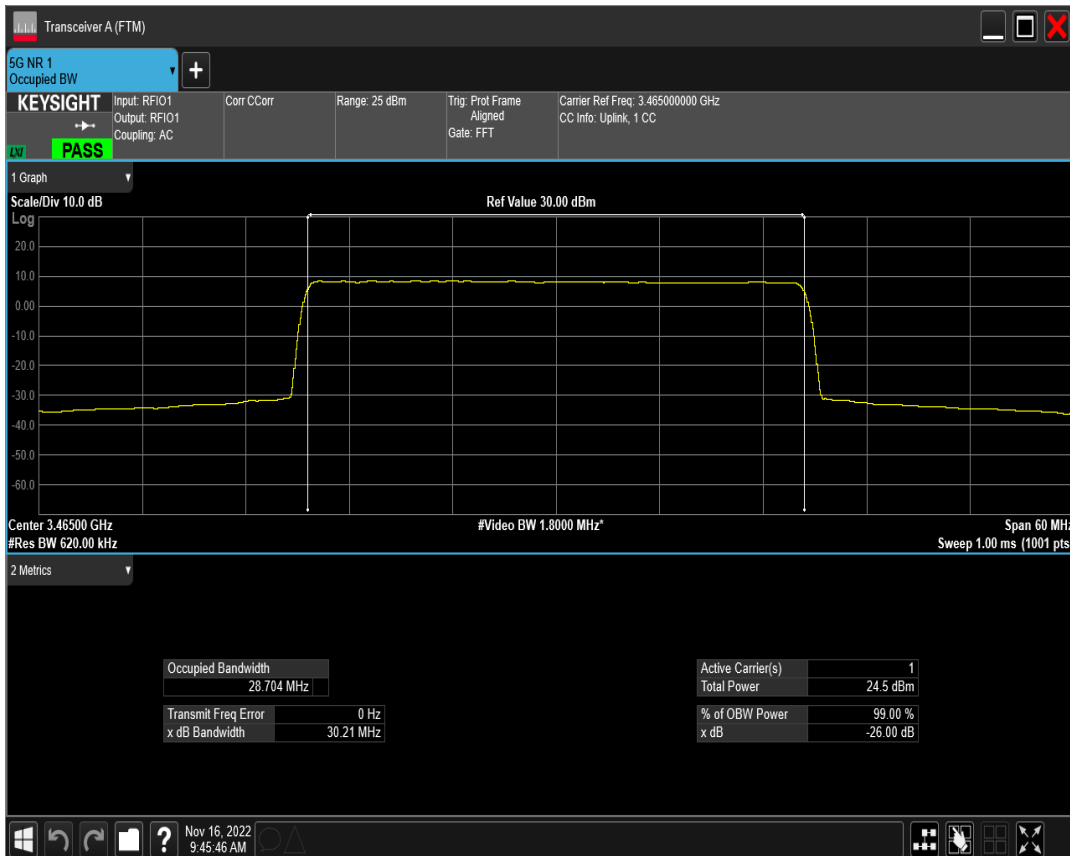 Transceiver A (FTM)
5G NR 1
Occupied BW
+
KEYSIGHT
LXI
PASS
Input: RFIO1
Output: RFIO1
Coupling: AC
Corr CCorr
Range: 25 dBm
Trig: Prot Frame
Aligned
Gate: FFT
Carrier Ref Freq: 3.465000000 GHz
CC Info: Uplink, 1 CC
1 Graph
Scale/Div 10.0 dB
Ref Value 30.00 dBm
Log
20.0
10.0
0.00
-10.0
-20.0
-30.0
-40.0
-50.0
-60.0
Center 3.46500 GHz
#Video BW 1.8000 MHz*
Span 60 MHz
#Res BW 620.00 kHz
Sweep 1.00 ms (1001 pts
2 Metrics
Occupied Bandwidth
28.704 MHz
Transmit Freq Error 0 Hz
x dB Bandwidth 30.21 MHz
Active Carrier(s) 1
Total Power 24.5 dBm
% of OBW Power 99.00 %
x dB -26.00 dB
?
Nov 16, 2022
9:45:46 AM